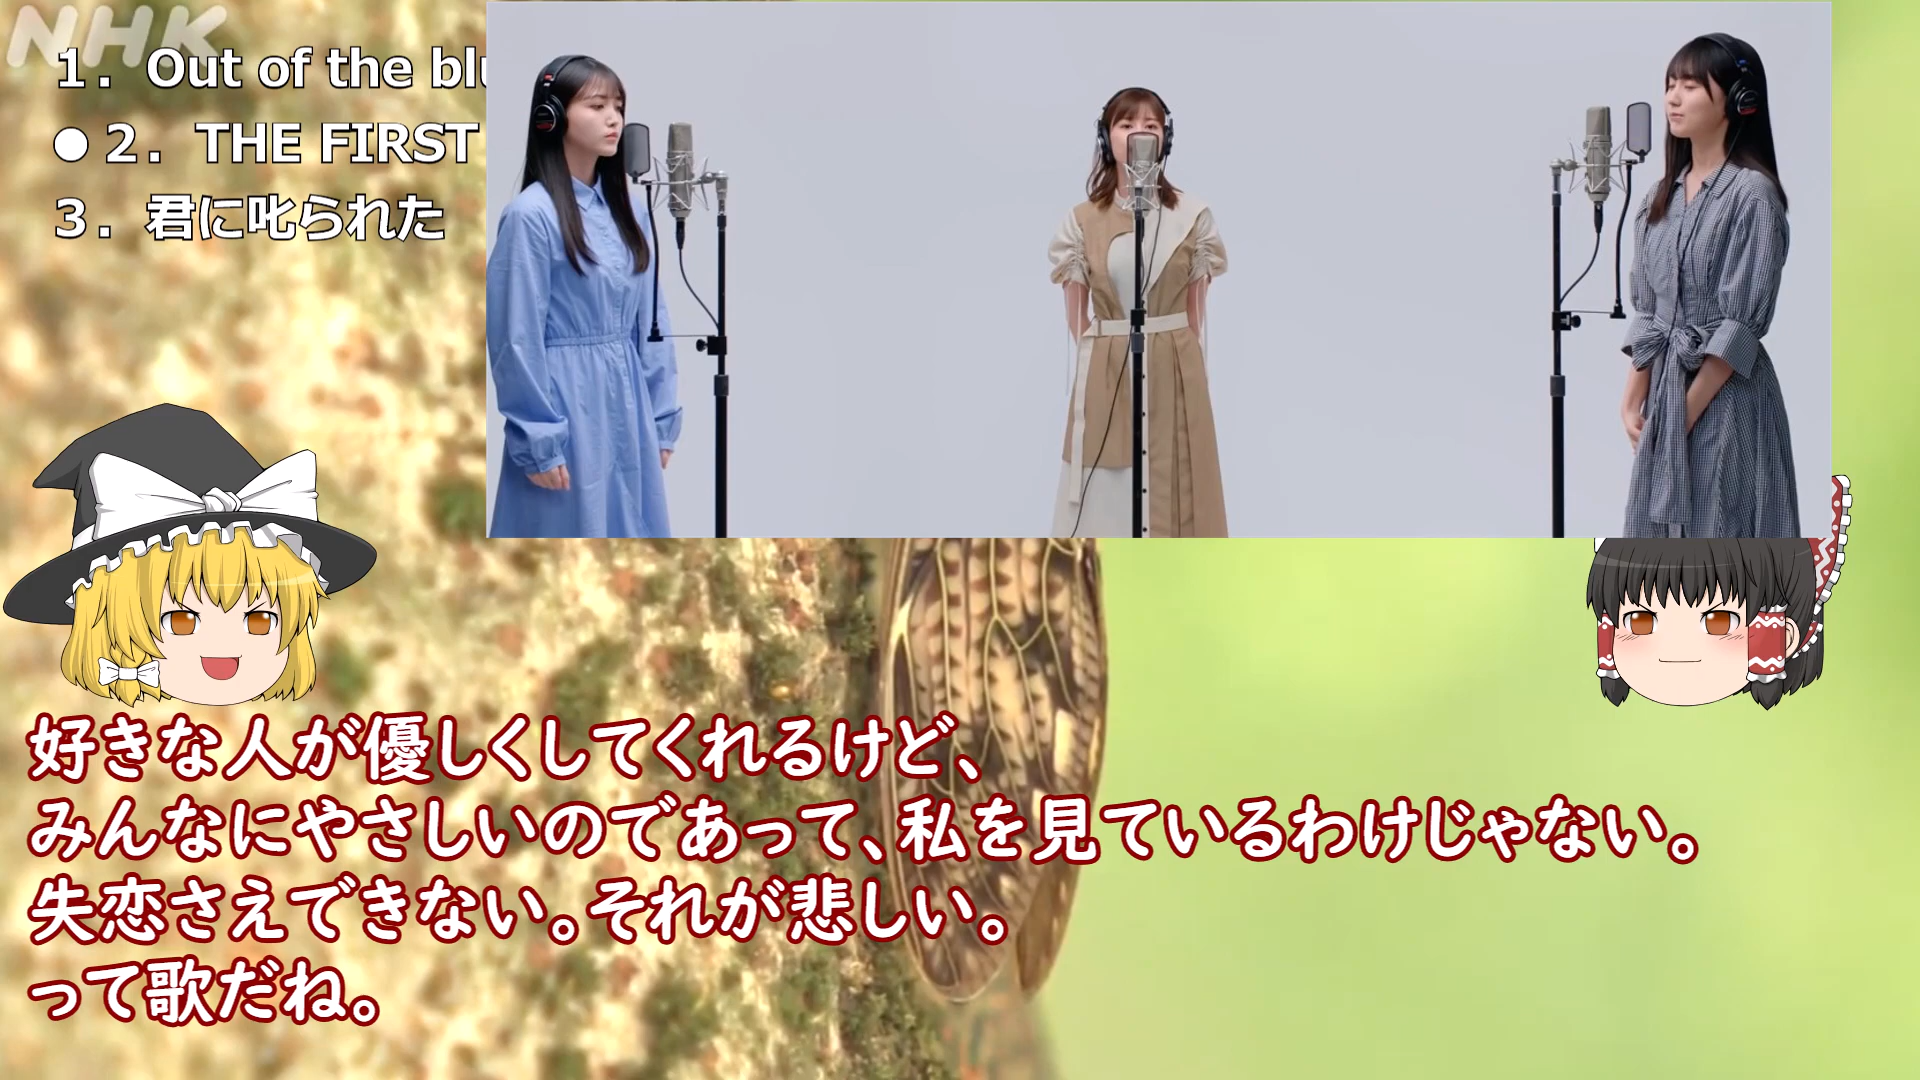 NHK
1. Out of the blu
●2. THE FIRST
3. 君に叱られた
好きな人が優しくしてくれるけど、
みんなにやさしいのであって、私を見ているわけじゃない。
失恋さえできない。それが悲しい。
って歌だね。